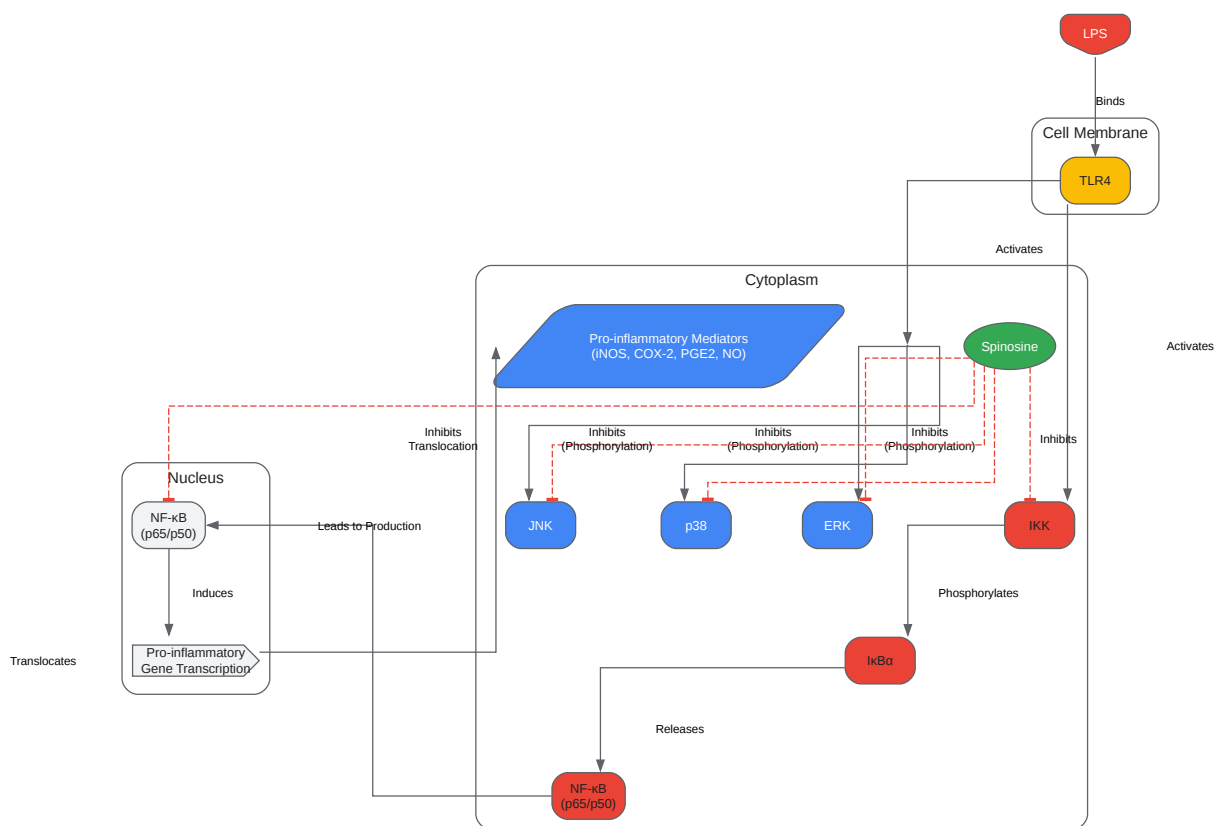 LPS
Binds
Cell Membrane
TLR4
Activates
Cytoplasm
Pro-inflammatory Mediators
(iNOS, COX-2, PGE2, NO)
Spinosine
Activates
Inhibits
Translocation
Inhibits
(Phosphorylation)
Inhibits
(Phosphorylation)
Inhibits
(Phosphorylation)
Inhibits
Nucleus
NF-κB
(p65/p50)
Leads to Production
JNK
p38
ERK
IKK
Induces
Phosphorylates
Pro-inflammatory
Gene Transcription
Translocates
IκBα
Releases
NF-κB
(p65/p50)